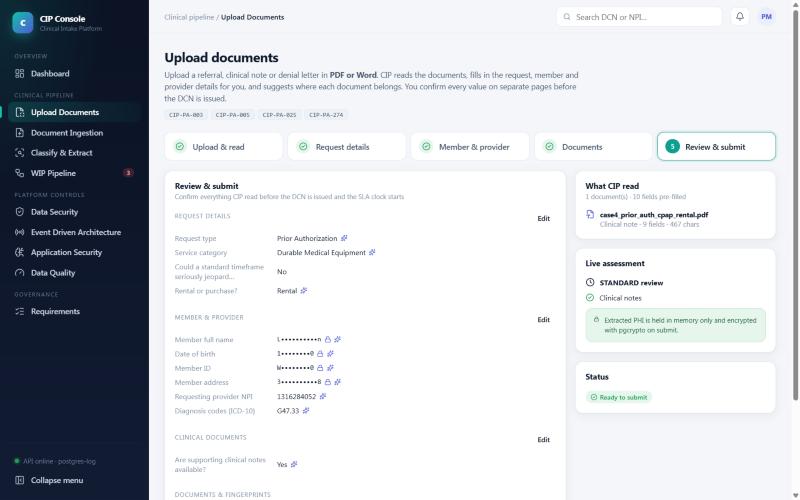 c
CIP Console
Clinical Intake Platform
OVERVIEW
Dashboard
CLINICAL PIPELINE
Upload Documents
Document Ingestion
Classify & Extract
WIP Pipeline 3
PLATFORM CONTROLS
Data Security
Event Driven Architecture
Application Security
Data Quality
GOVERNANCE
Requirements
API online · postgres-log
Collapse menu
Clinical pipeline / Upload Documents
Search DCN or NPI...
PM
Upload documents
Upload a referral, clinical note or denial letter in PDF or Word. CIP reads the documents, fills in the request, member and
provider details for you, and suggests where each document belongs. You confirm every value on separate pages before
the DCN is issued.
CIP-PA-003 CIP-PA-005 CIP-PA-025 CIP-PA-274
Upload & read
Request details
Member & provider
Documents
5 Review & submit
Review & submit
Confirm everything CIP read before the DCN is issued and the SLA clock starts
REQUEST DETAILS Edit
Request type Prior Authorization
Service category Durable Medical Equipment
Could a standard timeframe
seriously jeopard... No
Rental or purchase? Rental
MEMBER & PROVIDER Edit
Member full name L••••••••••n
Date of birth 1••••••••0
Member ID W••••••••0
Member address 3••••••••••8
Requesting provider NPI 1316284052
Diagnosis codes (ICD-10) G47.33
CLINICAL DOCUMENTS Edit
Are supporting clinical notes
available? Yes
DOCUMENTS & FINGERPRINTS
What CIP read
1 document(s) · 10 fields pre-filled
case4_prior_auth_cpap_rental.pdf
Clinical note · 9 fields · 467 chars
Live assessment
STANDARD review
Clinical notes
Extracted PHI is held in memory only and encrypted
with pgcrypto on submit.
Status
Ready to submit